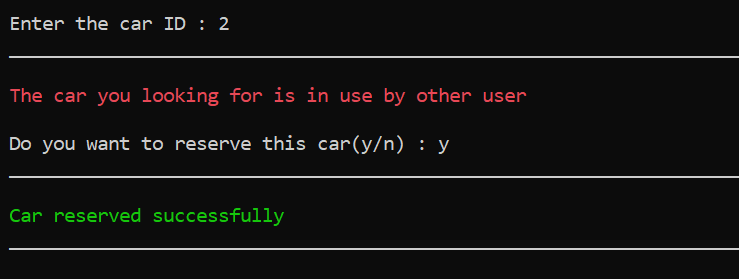 Enter the car ID : 2
The car you looking for is in use by other user
Do you want to reserve this car(y/n) : y
Car reserved successfully